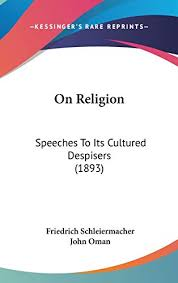 KESSINGER'S RARE REPRINTS
On Religion
Speeches To Its Cultured
Despisers
(1893)
Friedrich Schleiermacher
John Oman